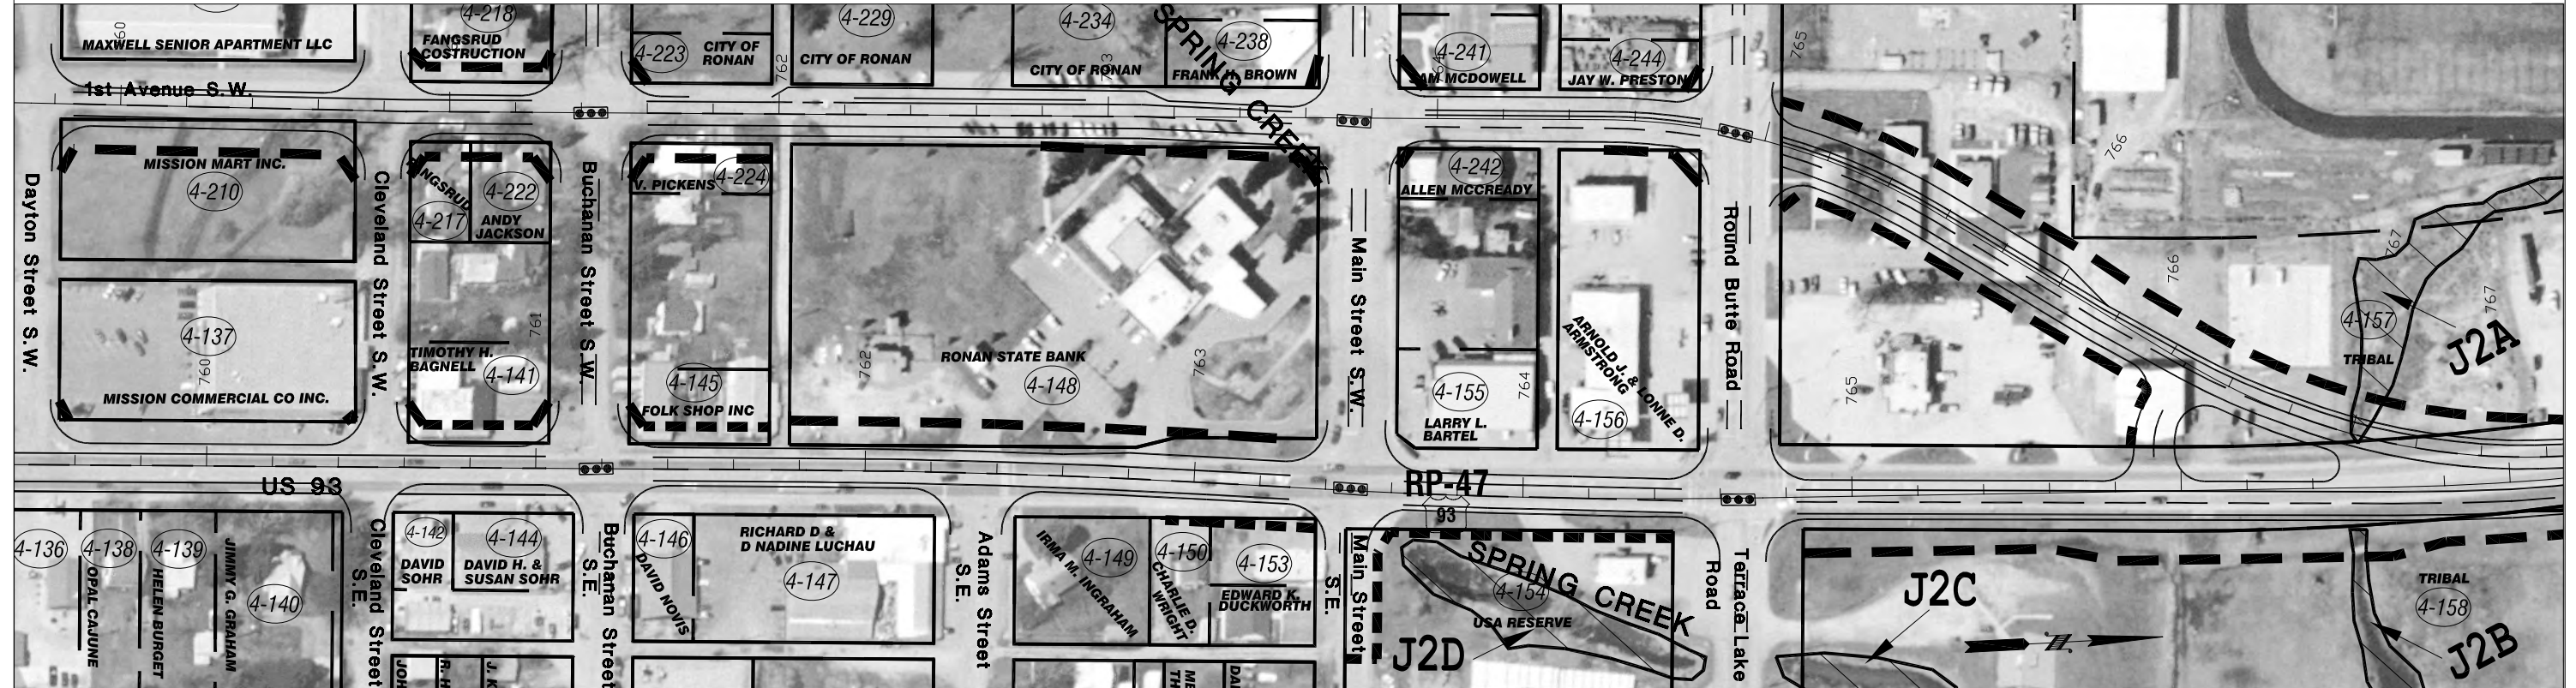 4-218
4-229
4-234
SPRING CREEK
4-238
MAXWELL SENIOR APARTMENT LLC
760
FANGSRUD
COSTRUCTION
4-223
CITY OF
RONAN
762
CITY OF RONAN
CITY OF RONAN
FRANK H. BROWN
4-241
4-244
JAY W. PRESTON
765
1st Avenue S.W.
766
Dayton Street S.W.
MISSION MART INC.
4-210
Cleveland Street S.W.
4-217
4-222
ANDY
JACKSON
Buchanan Street S.W.
V. PICKENS
4-224
4-242
ALLEN MCCREADY
Main Street S.W.
Round Butte Road
4-137
760
MISSION COMMERCIAL CO INC.
761
TIMOTHY H.
BAGNELL
4-141
4-145
FOLK SHOP INC
762
RONAN STATE BANK
4-148
763
4-155
764
LARRY L.
BARTEL
ARNOLD J. & LONNE D.
ARMSTRONG
4-156
765
766
767
4-157
TRIBAL
767
J2A
US 93
RP-47
93
4-136
4-138
OPAL CAJUNE
4-139
HELEN BURGET
JIMMY G. GRAHAM
4-140
Cleveland Street
S.E.
4-142
DAVID
SOHR
4-144
DAVID H. &
SUSAN SOHR
Buchanan Street
S.E.
4-146
DAVID NOVIS
RICHARD D &
D NADINE LUCHAU
4-147
Adams Street
S.E.
IRMA M. INGRAHAM
4-149
4-150
CHARLIE D.
WRIGHT
4-153
EDWARD K.
DUCKWORTH
Main Street
S.E.
SPRING CREEK
4-154
USA RESERVE
J2D
Terrace Lake
Road
J2C
N
TRIBAL
4-158
J2B